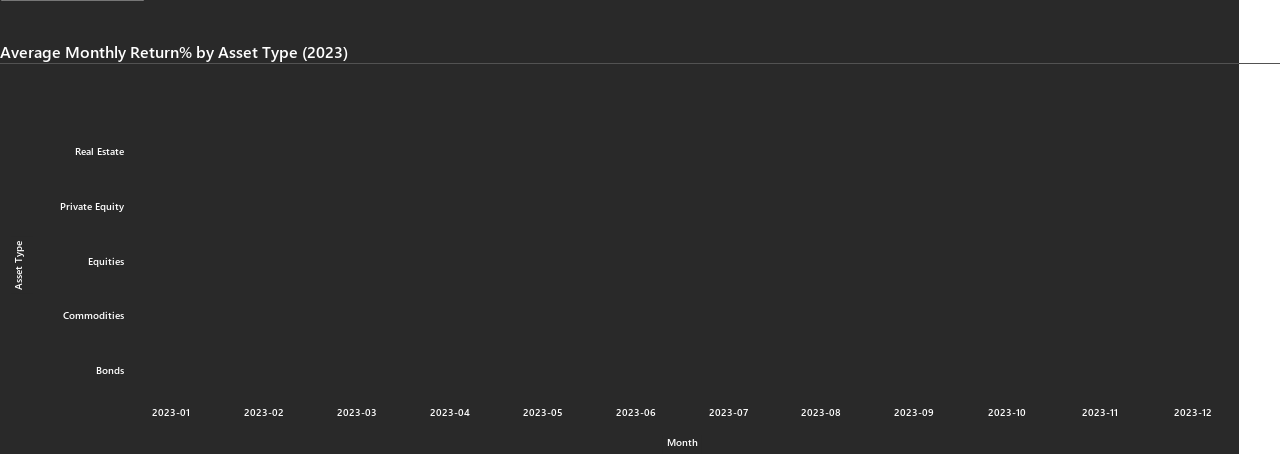 Average Monthly Return% by Asset Type (2023)
Asset Type
Real Estate
Private Equity
Equities
Commodities
Bonds
2023-01 2023-02 2023-03 2023-04 2023-05 2023-06 2023-07 2023-08 2023-09 2023-10 2023-11 2023-12
Month